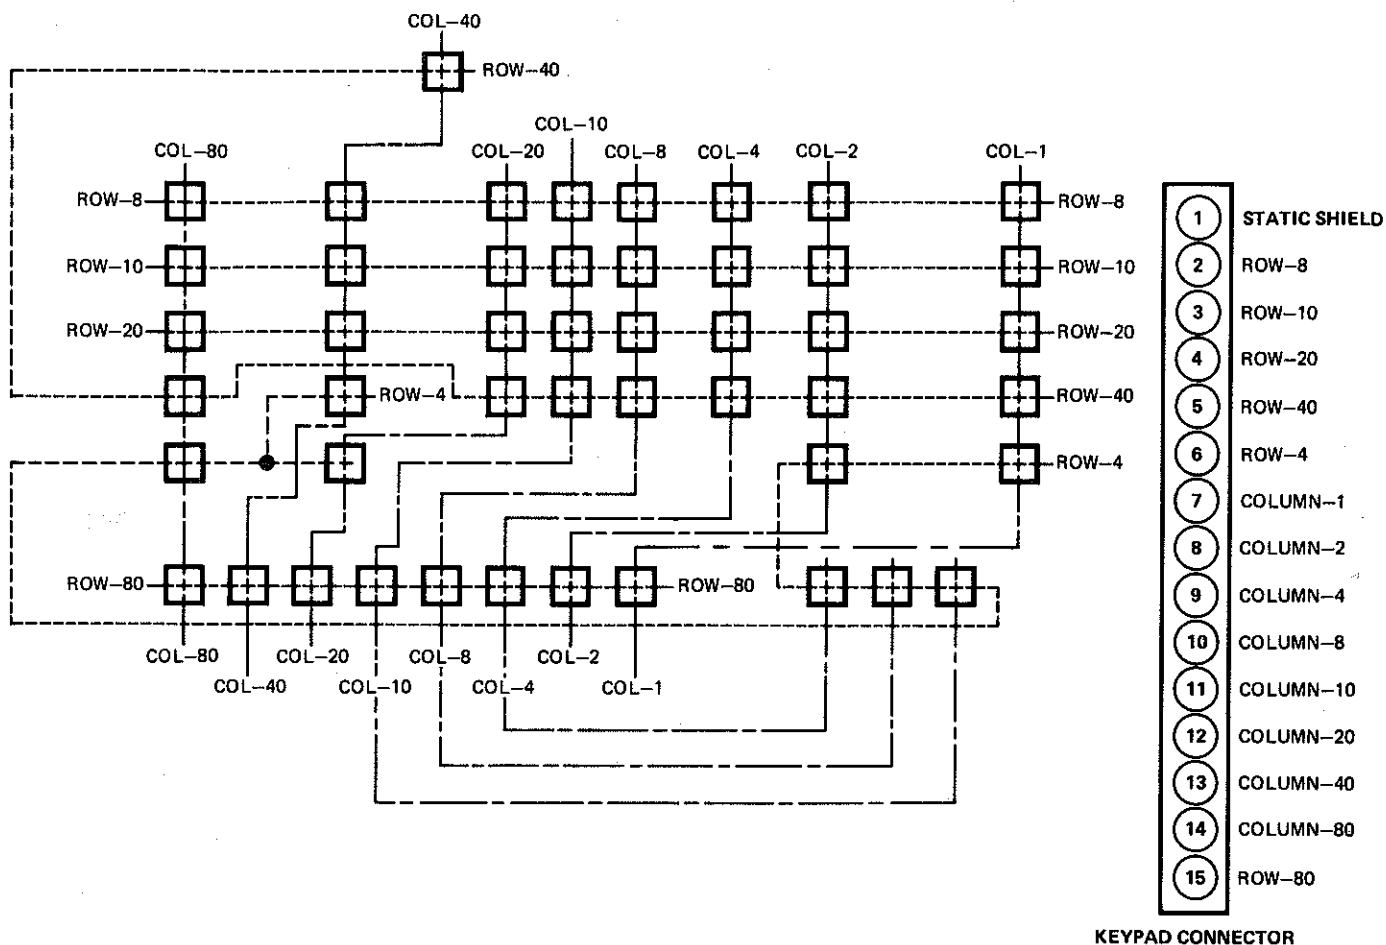 COL-40
ROW-40
COL-10
COL-80
COL-20
COL-8
COL-4
COL-2
COL-1
ROW-8
ROW-8
ROW-10
ROW-10
ROW-20
ROW-20
ROW-4
ROW-40
ROW-4
ROW-80
ROW-80
COL-80
COL-20
COL-8
COL-2
COL-40
COL-10
COL-4
COL-1
1 STATIC SHIELD
2 ROW-8
3 ROW-10
4 ROW-20
5 ROW-40
6 ROW-4
7 COLUMN-1
8 COLUMN-2
9 COLUMN-4
10 COLUMN-8
11 COLUMN-10
12 COLUMN-20
13 COLUMN-40
14 COLUMN-80
15 ROW-80
KEYPAD CONNECTOR